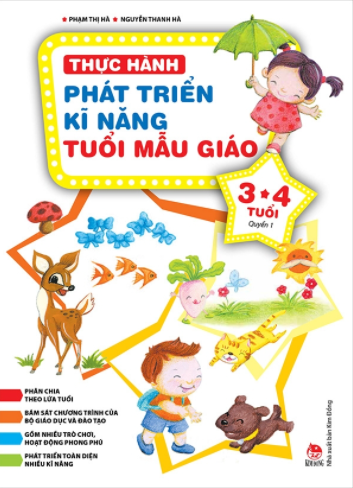 ★ PHẠM THỊ HÀ ★ NGUYỄN THANH HÀ
THỰC HÀNH
PHÁT TRIỂN
KĨ NĂNG
TUỔI MẪU GIÁO
3★4
TUỔI
Quyển 1
PHÂN CHIA
THEO LỨA TUỔI
BÁM SÁT CHƯƠNG TRÌNH CỦA
BỘ GIÁO DỤC VÀ ĐÀO TẠO
GỒM NHIỀU TRÒ CHƠI,
HOẠT ĐỘNG PHONG PHÚ
PHÁT TRIỂN TOÀN DIỆN
NHIỀU KĨ NĂNG
KIM ĐỒNG
Nhà xuất bản Kim Đồng